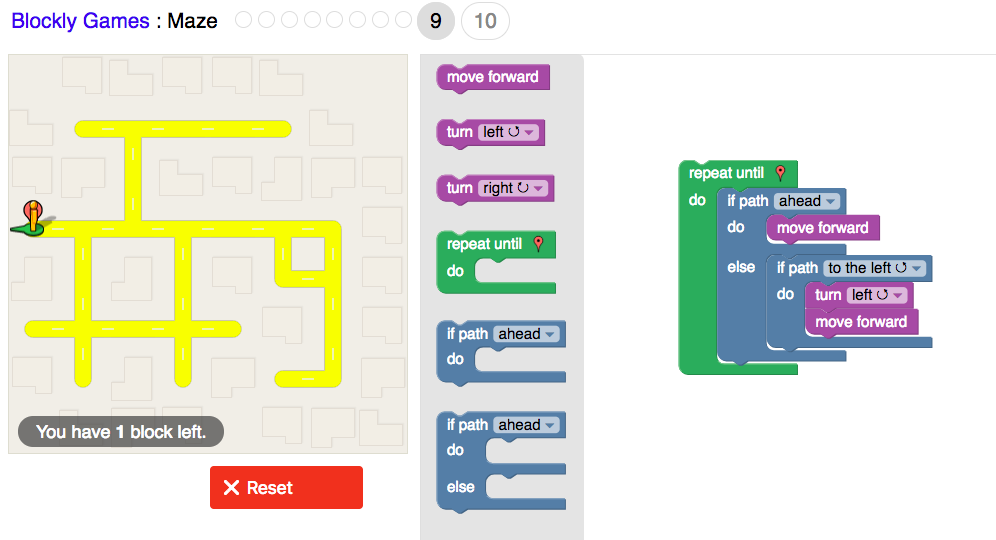 Blockly Games : Maze
9
10
You have 1 block left.
Reset
move forward
turn left
turn right
repeat until
do
if path ahead
do
if path ahead
do
else
repeat until
do
if path ahead
do
move forward
else
if path to the left
do
turn left
move forward